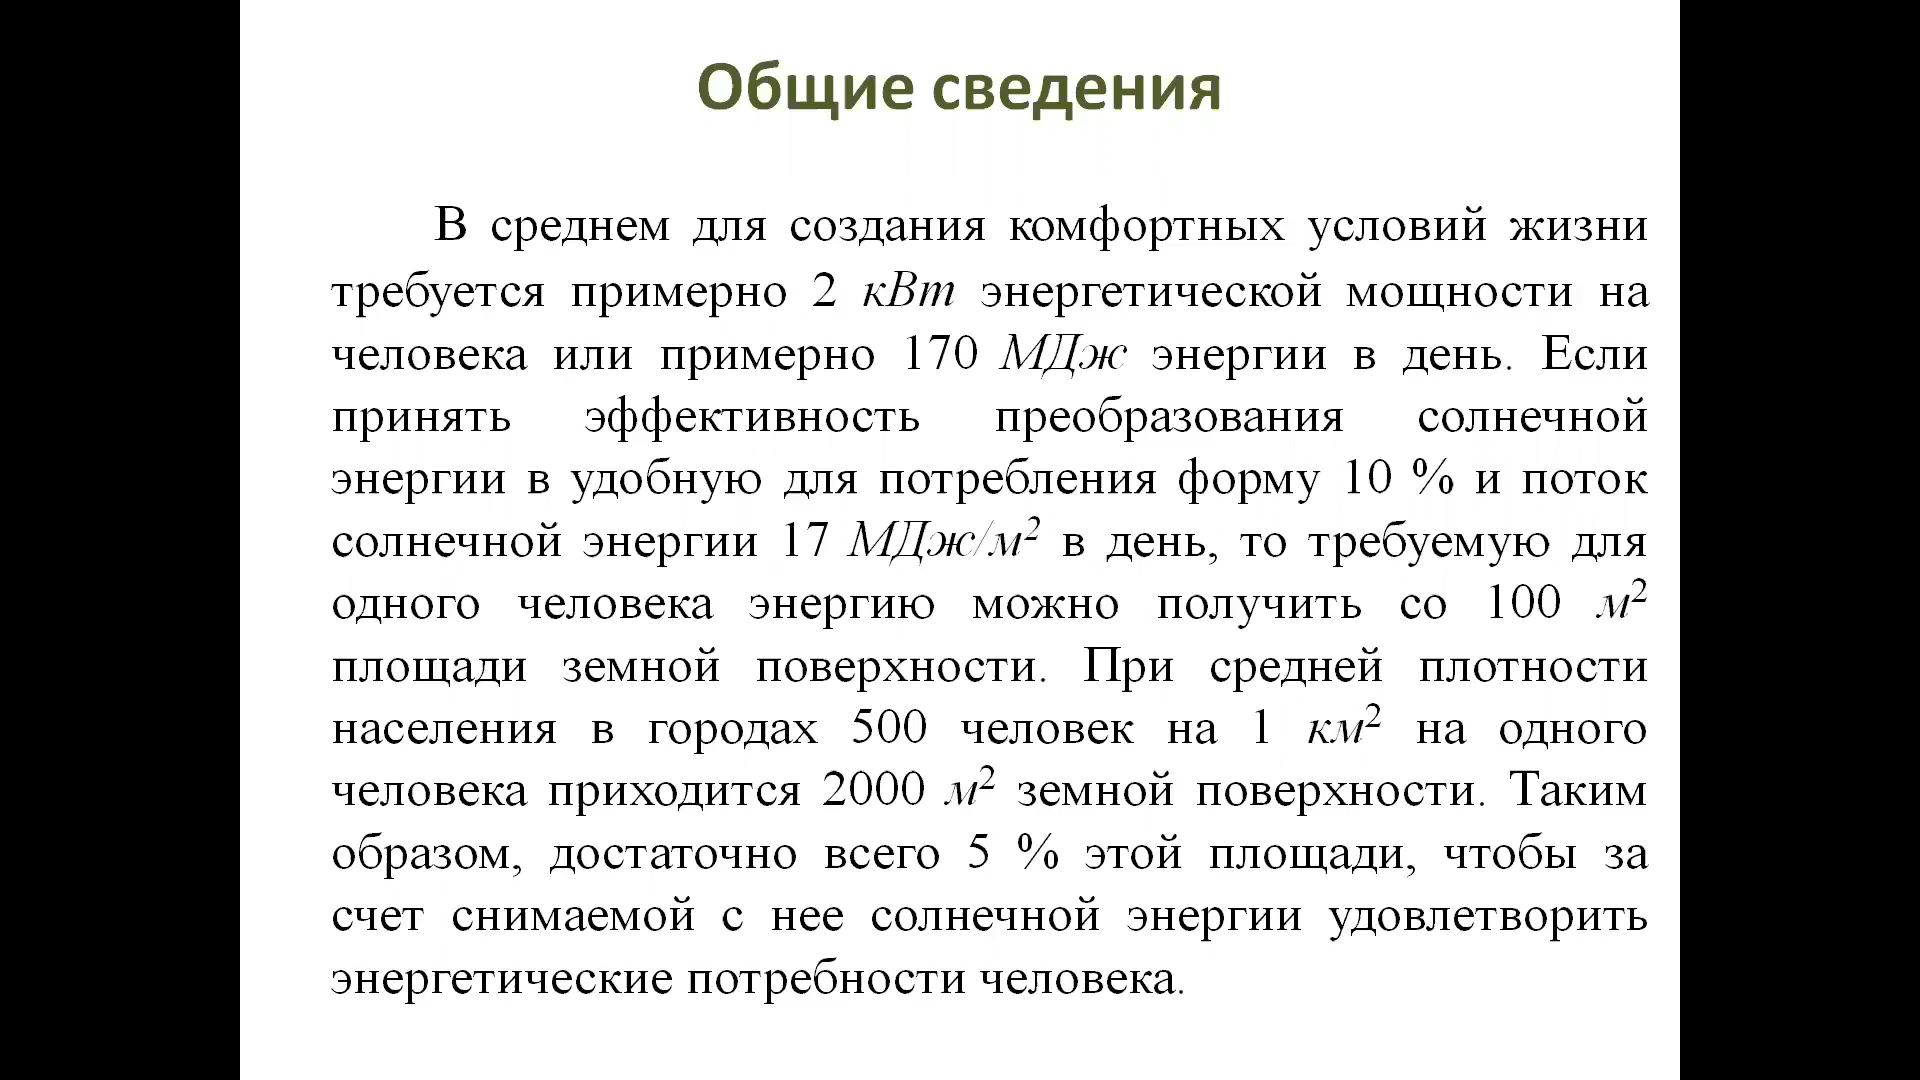 Общие сведения
В среднем для создания комфортных условий жизни
требуется примерно 2 кВт энергетической мощности на
человека или примерно 170 МДж энергии в день. Если
принять эффективность преобразования солнечной
энергии в удобную для потребления форму 10 % и поток
солнечной энергии 17 МДж/м² в день, то требуемую для
одного человека энергию можно получить со 100 м²
площади земной поверхности. При средней плотности
населения в городах 500 человек на 1 км² на одного
человека приходится 2000 м² земной поверхности. Таким
образом, достаточно всего 5 % этой площади, чтобы за
счет снимаемой с нее солнечной энергии удовлетворить
энергетические потребности человека.